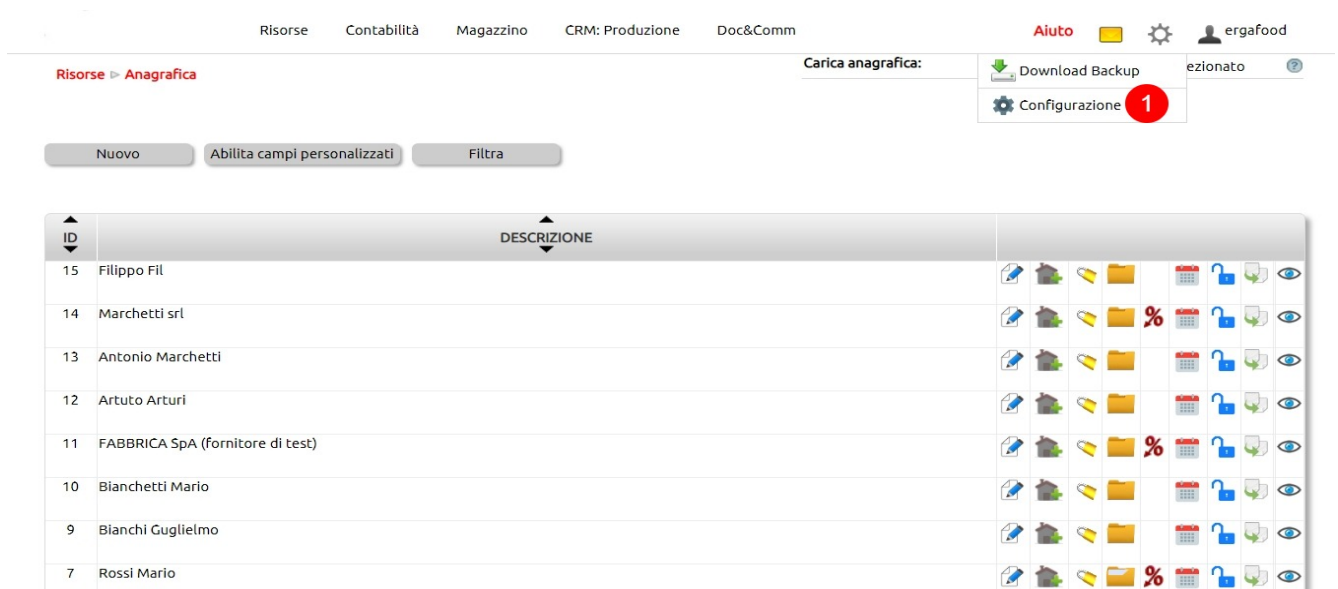 Risorse Contabilità Magazzino CRM: Produzione Doc&Comm Aiuto ergafood
Risorse ▷ Anagrafica
Carica anagrafica: ezionato ?
Download Backup
Configurazione 1
Nuovo Abilita campi personalizzati Filtra
ID DESCRIZIONE
15 Filippo Fil
14 Marchetti srl
13 Antonio Marchetti
12 Artuto Arturi
11 FABBRICA SpA (fornitore di test)
10 Bianchetti Mario
9 Bianchi Guglielmo
7 Rossi Mario